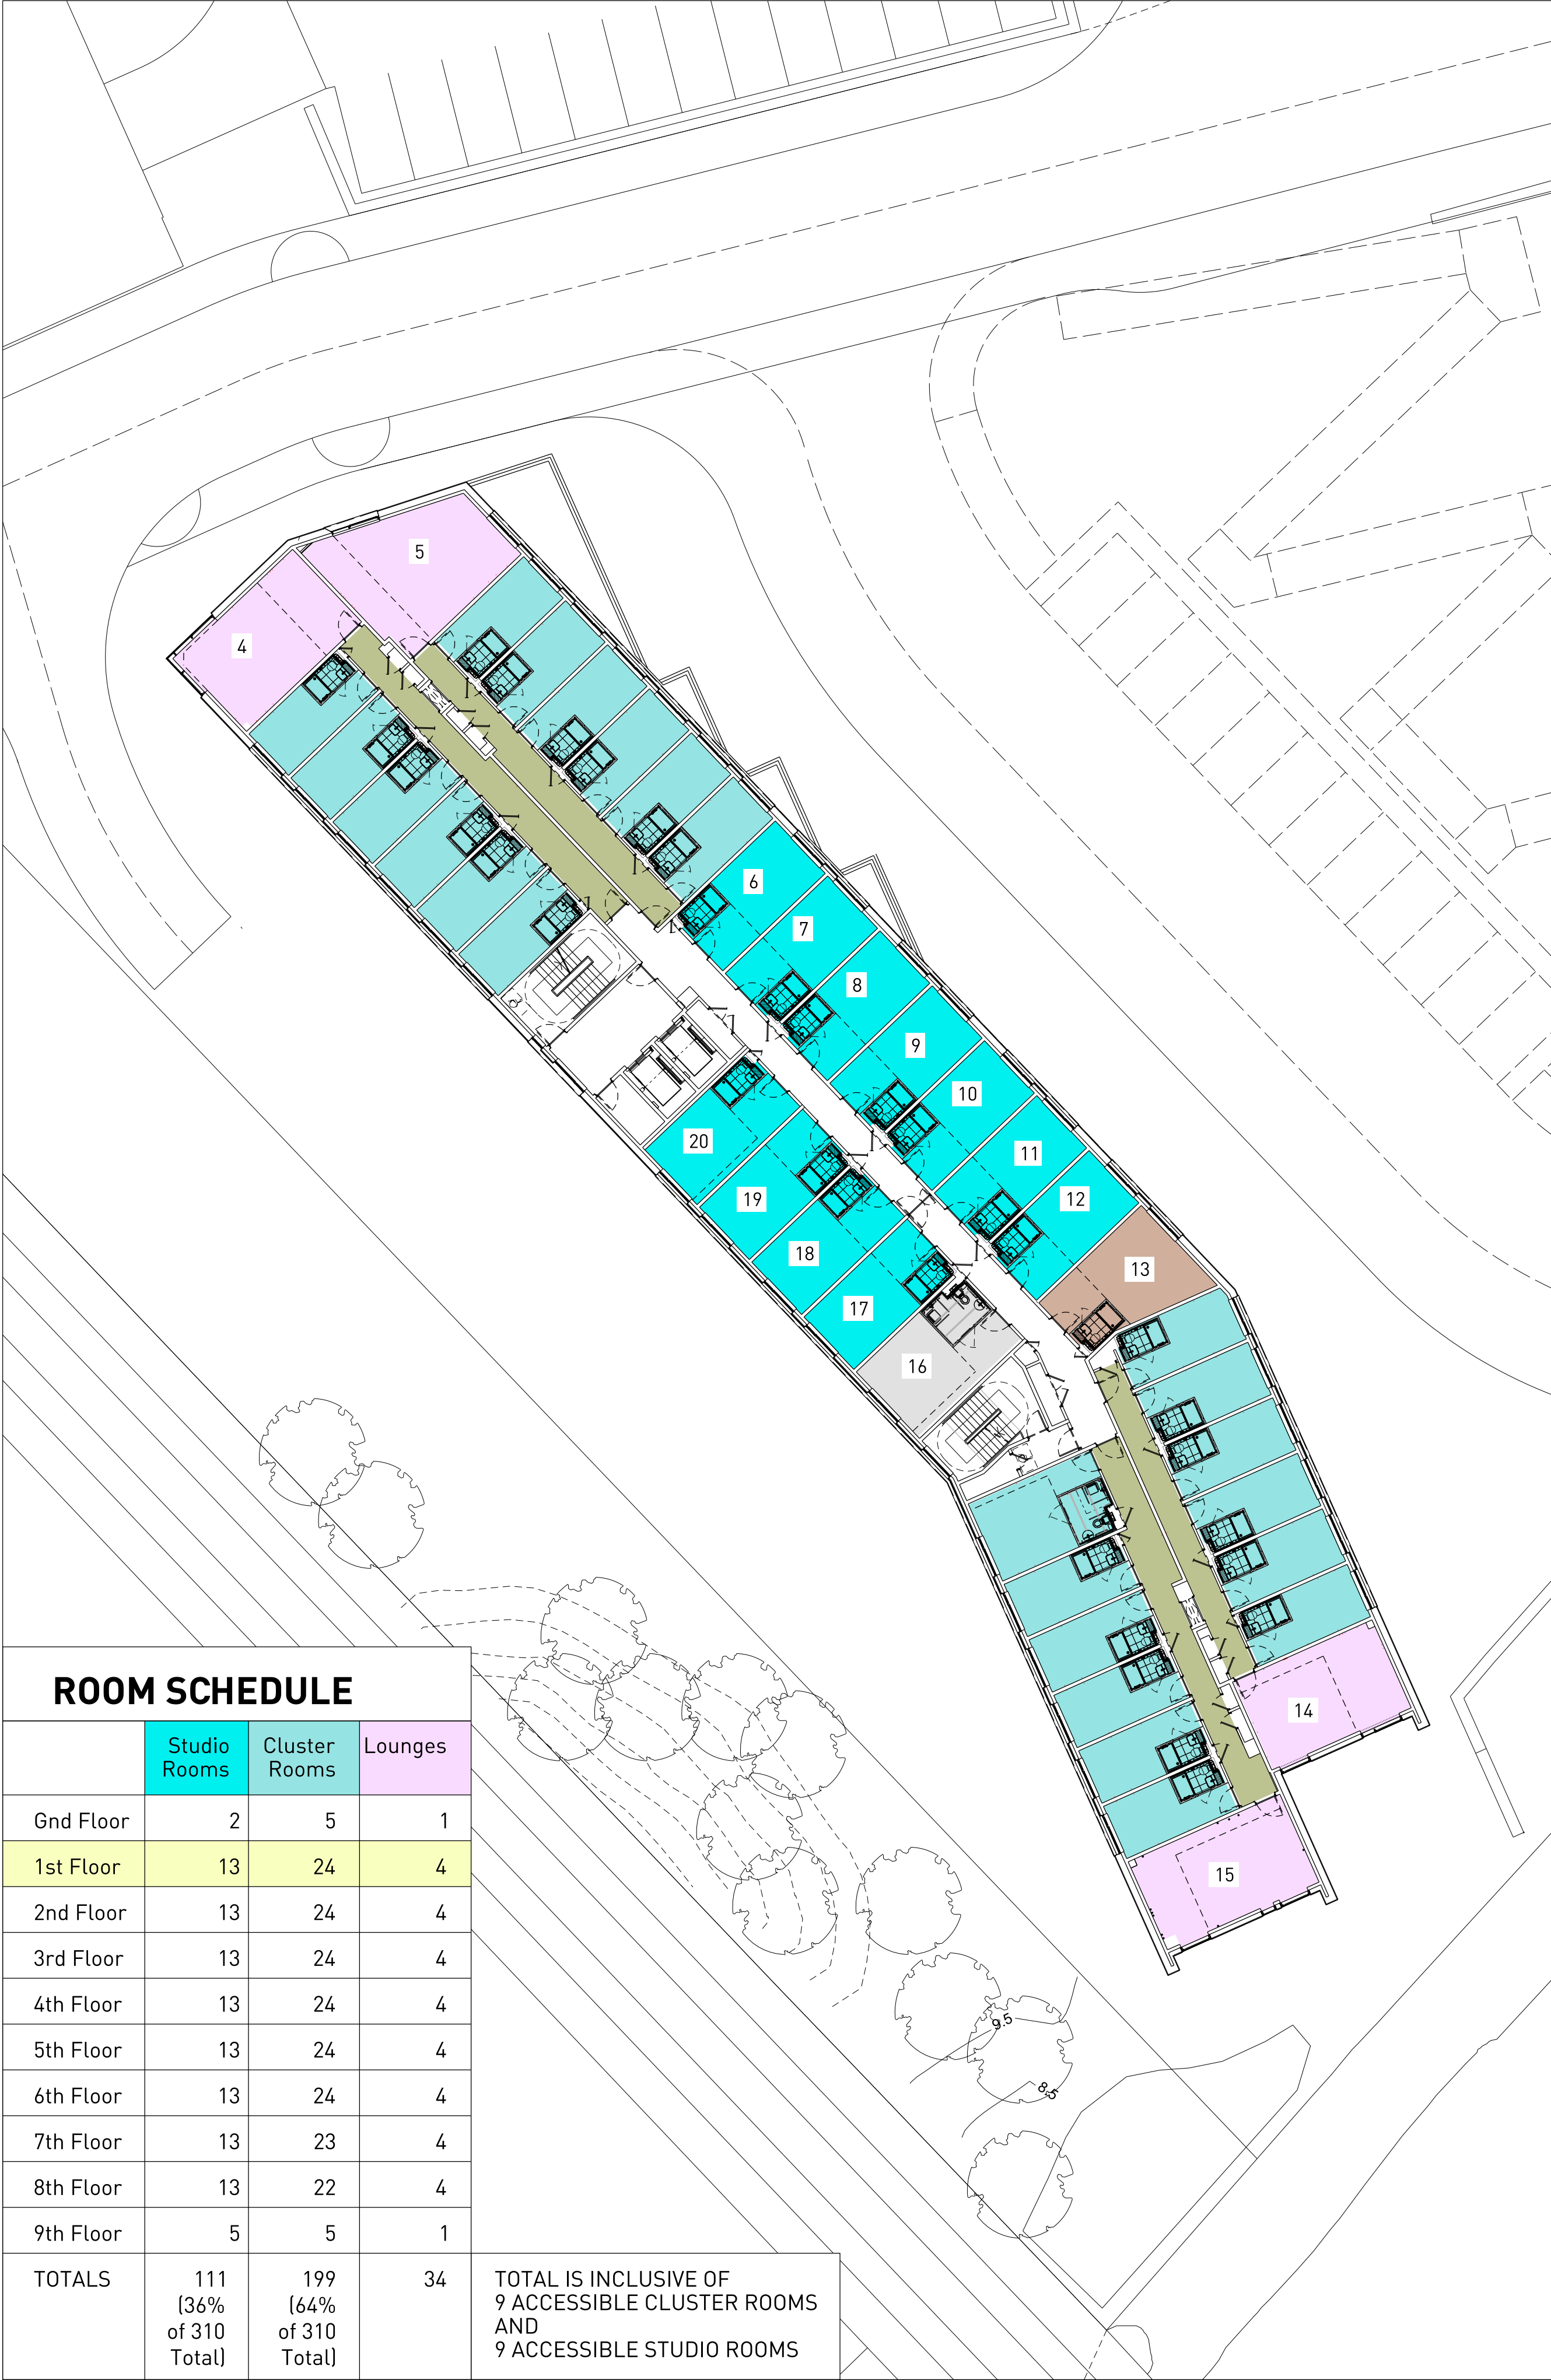 5
4
6
7
8
9
10
11
12
13
20
19
18
17
16
14
15
9.5
8.5
ROOM SCHEDULE
Studio Rooms Cluster Rooms Lounges
Gnd Floor 2 5 1
1st Floor 13 24 4
2nd Floor 13 24 4
3rd Floor 13 24 4
4th Floor 13 24 4
5th Floor 13 24 4
6th Floor 13 24 4
7th Floor 13 23 4
8th Floor 13 22 4
9th Floor 5 5 1
TOTALS 111 199 34
(36% (64%
of 310 of 310
Total) Total)
TOTAL IS INCLUSIVE OF
9 ACCESSIBLE CLUSTER ROOMS
AND
9 ACCESSIBLE STUDIO ROOMS